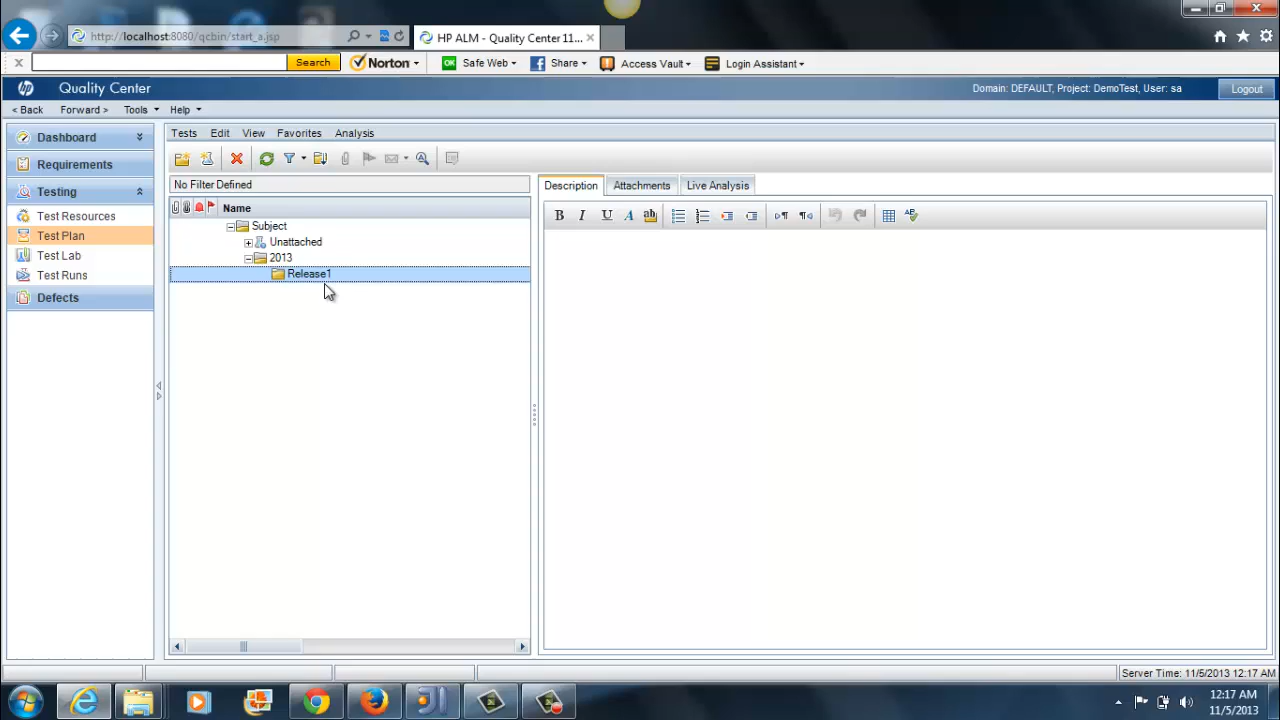 http://localhost:8080/qcbin/start_a.jsp
HP ALM - Quality Center 11...
Search
Norton
OK Safe Web
Share
Access Vault
Login Assistant
hp Quality Center
Domain: DEFAULT, Project: DemoTest, User: sa
Logout
< Back Forward > Tools Help
Dashboard
Requirements
Testing
Test Resources
Test Plan
Test Lab
Test Runs
Defects
Tests Edit View Favorites Analysis
No Filter Defined
Name
Subject
Unattached
2013
Release1
Description Attachments Live Analysis
B I U A ab
Server Time: 11/5/2013 12:17 AM
12:17 AM
11/5/2013